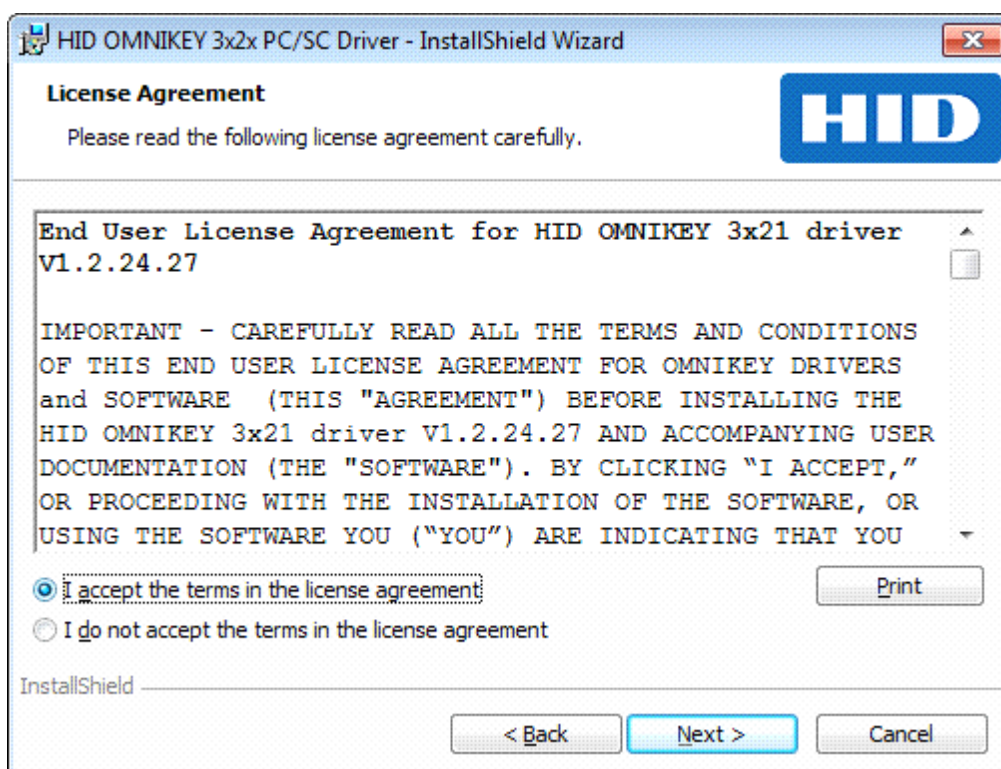 HID OMNIKEY 3x2x PC/SC Driver - InstallShield Wizard
License Agreement
Please read the following license agreement carefully.
HID
End User License Agreement for HID OMNIKEY 3x21 driver
V1.2.24.27
IMPORTANT - CAREFULLY READ ALL THE TERMS AND CONDITIONS
OF THIS END USER LICENSE AGREEMENT FOR OMNIKEY DRIVERS
and SOFTWARE  (THIS "AGREEMENT") BEFORE INSTALLING THE
HID OMNIKEY 3x21 driver V1.2.24.27 AND ACCOMPANYING USER
DOCUMENTATION (THE "SOFTWARE"). BY CLICKING “I ACCEPT,”
OR PROCEEDING WITH THE INSTALLATION OF THE SOFTWARE, OR
USING THE SOFTWARE YOU (“YOU”) ARE INDICATING THAT YOU
I accept the terms in the license agreement
Print
I do not accept the terms in the license agreement
InstallShield
< Back
Next >
Cancel